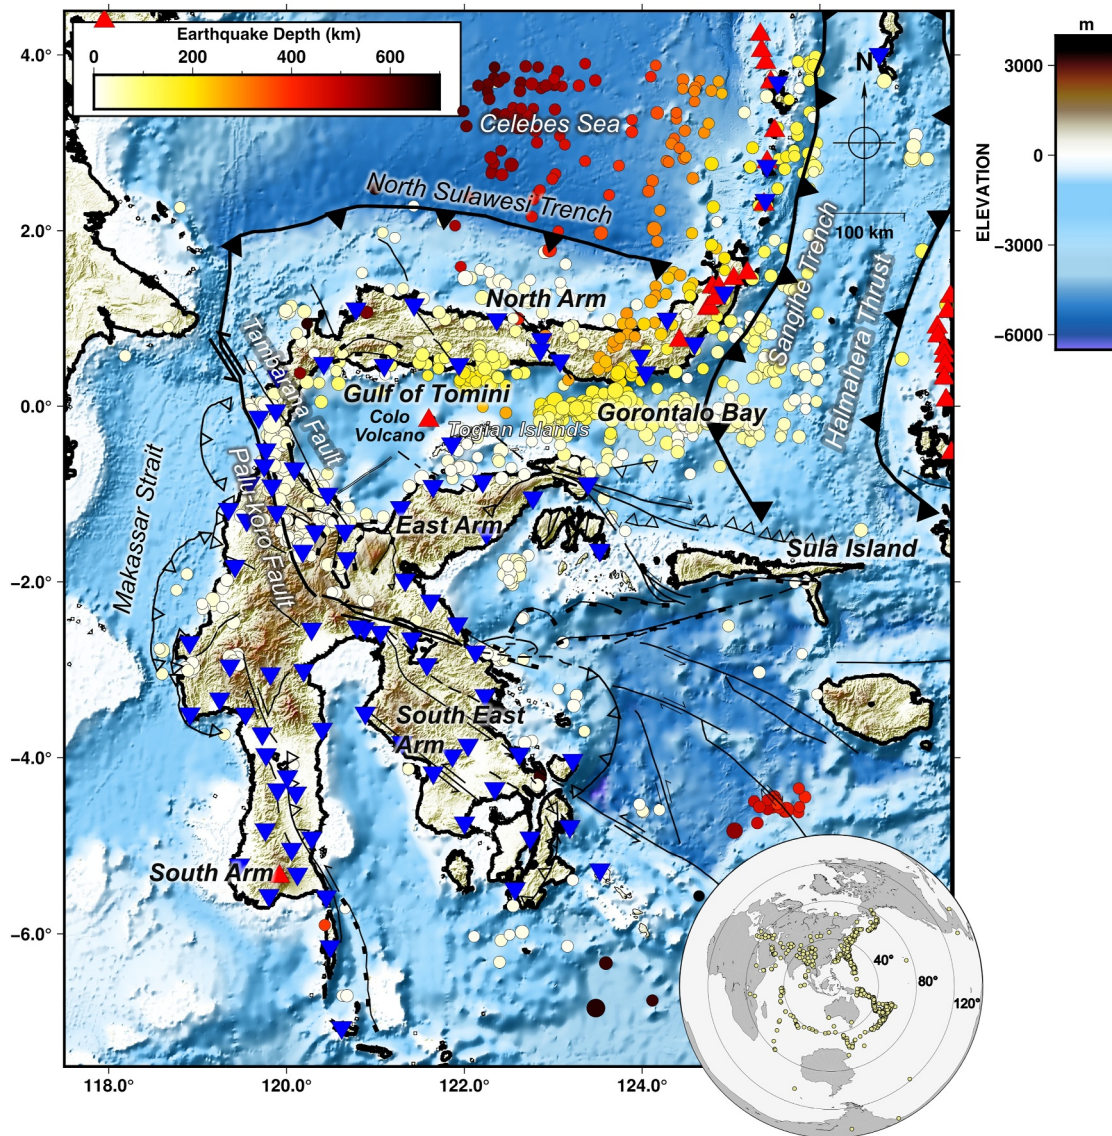 Earthquake Depth (km)
0 200 400 600
m
3000
0
−3000
−6000
ELEVATION
4.0°
2.0°
0.0°
−2.0°
−4.0°
−6.0°
118.0° 120.0° 122.0° 124.0°
N
100 km
Celebes Sea
North Sulawesi Trench
Sangihe Trench
Halmahera Thrust
North Arm
Tambarana Fault
Gulf of Tomini
Colo
Volcano
Togian Islands
Gorontalo Bay
Makassar Strait
Palu-koro Fault
East Arm
Sula Island
South East
Arm
South Arm
40°
80°
120°